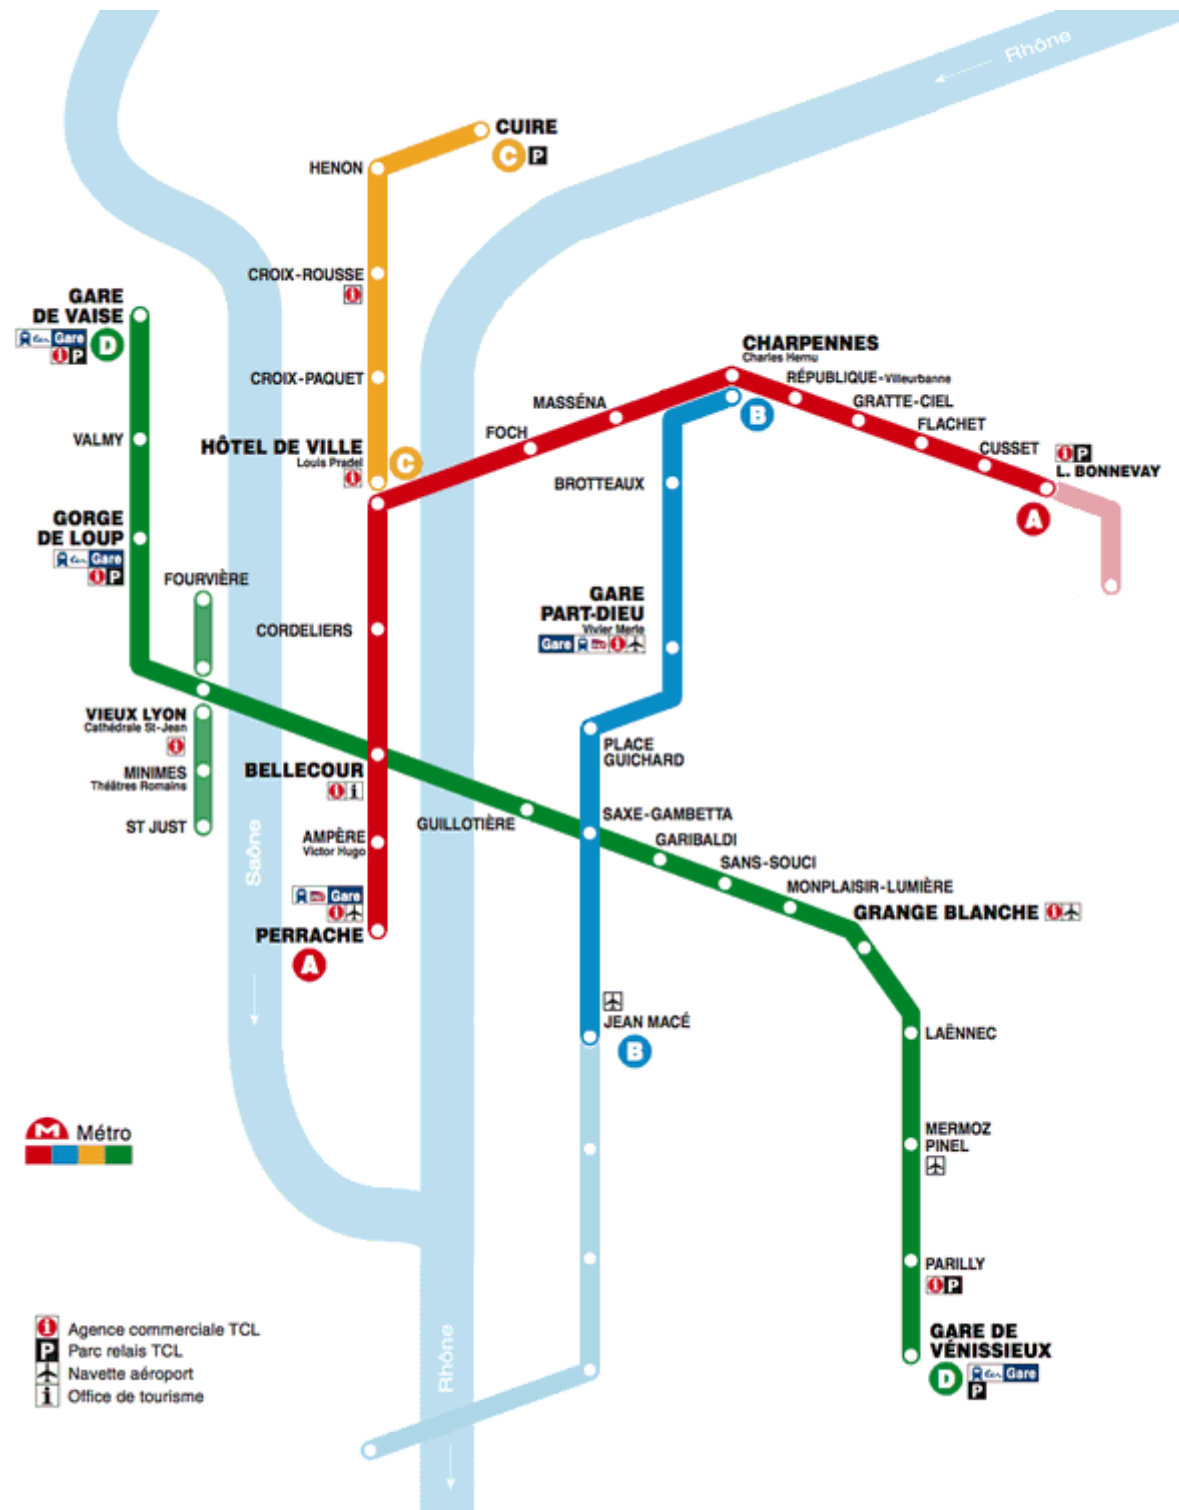 Rhône
CUIRE
C P
HENON
CROIX-ROUSSE
i
GARE
DE VAISE
Gare D
i P
CROIX-PAQUET
CHARPENNES
Charles Hernu
RÉPUBLIQUE-Villeurbanne
MASSÉNA
GRATTE-CIEL
B
FLACHET
FOCH
VALMY
HÔTEL DE VILLE
Louis Pradel
i
C
CUSSET
i P
L. BONNEVAY
A
BROTTEAUX
GORGE
DE LOUP
Gare
i P
FOURVIÈRE
GARE
PART-DIEU
Vivier Merle
Gare i
CORDELIERS
VIEUX LYON
Cathédrale St-Jean
i
PLACE
GUICHARD
MINIMES
Théâtres Romains
BELLECOUR
i i
ST JUST
SAXE-GAMBETTA
GUILLOTIÈRE
GARIBALDI
AMPÈRE
Victor Hugo
SANS-SOUCI
MONPLAISIR-LUMIÈRE
Saône
Gare
i
GRANGE BLANCHE i
PERRACHE
A
JEAN MACÉ
B
LAËNNEC
M Métro
MERMOZ
PINEL
PARILLY
i P
i Agence commerciale TCL
P Parc relais TCL
Navette aéroport
i Office de tourisme
Rhône
GARE DE
VÉNISSIEUX
D Gare
P